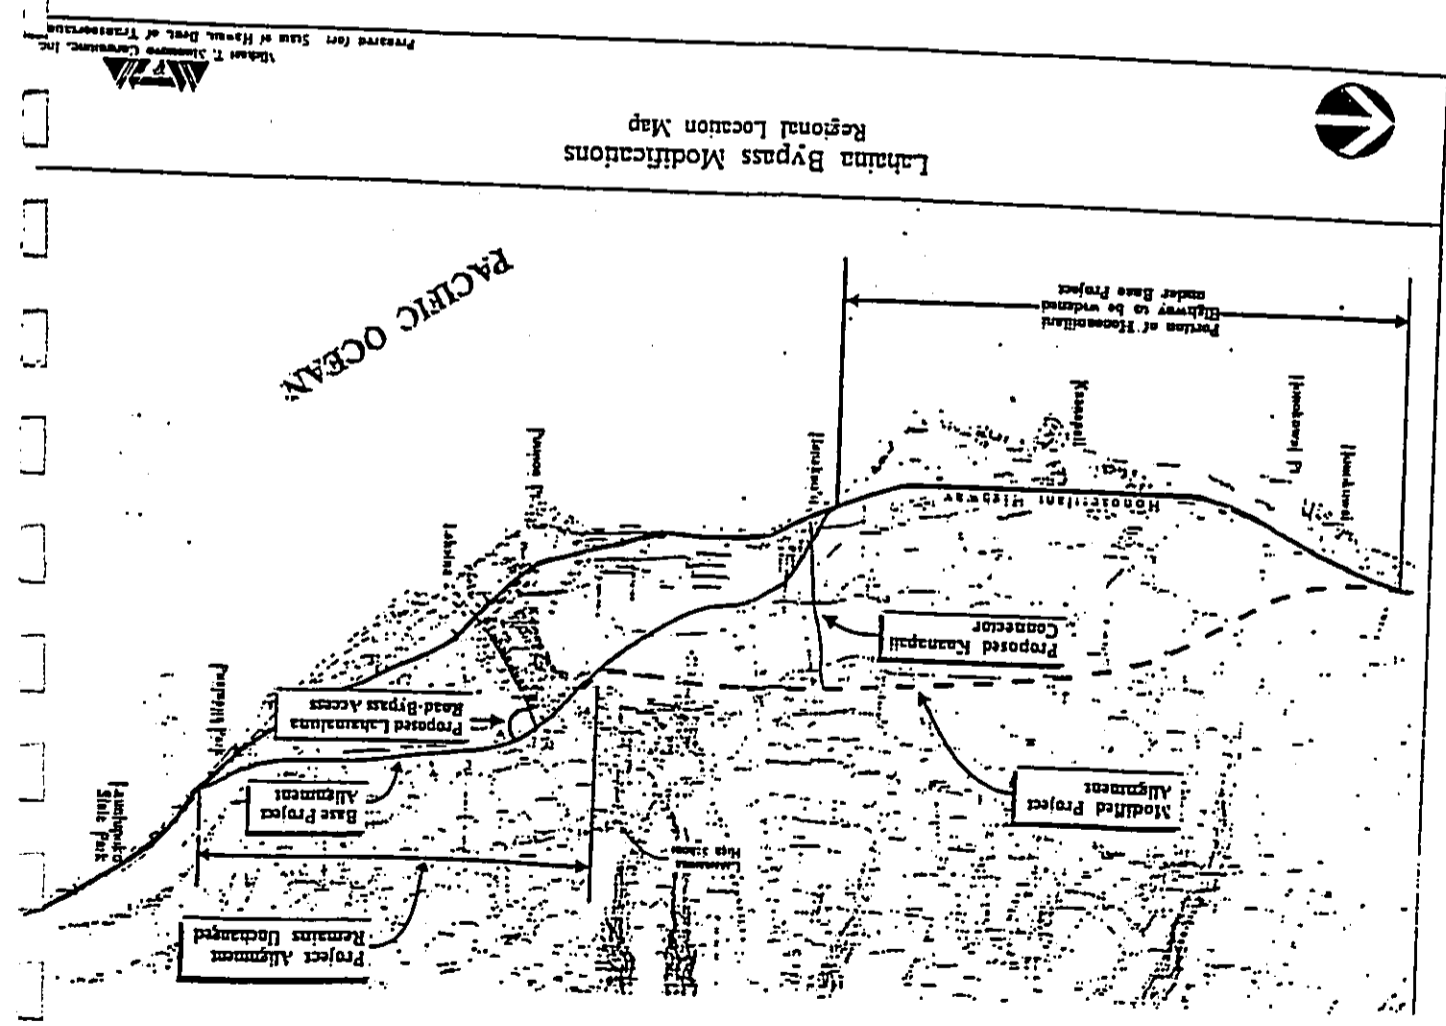 Project Alignment
Remains Unchanged
Base Project
Alignment
Proposed Lahainaluna
Road-Bypass Access
Modified Project
Alignment
Proposed Kaanapali
Connector
High School
State Park
Lahaina
Kaanapali
Honoapiilani Highway
Portion of Honoapiilani
Highway to be widened
under Base Project
PACIFIC OCEAN
Lahaina Bypass Modifications
Regional Location Map
Prepared for: State of Hawaii, Dept. of Transportation
Michael T. Munekiyo Consulting, Inc.